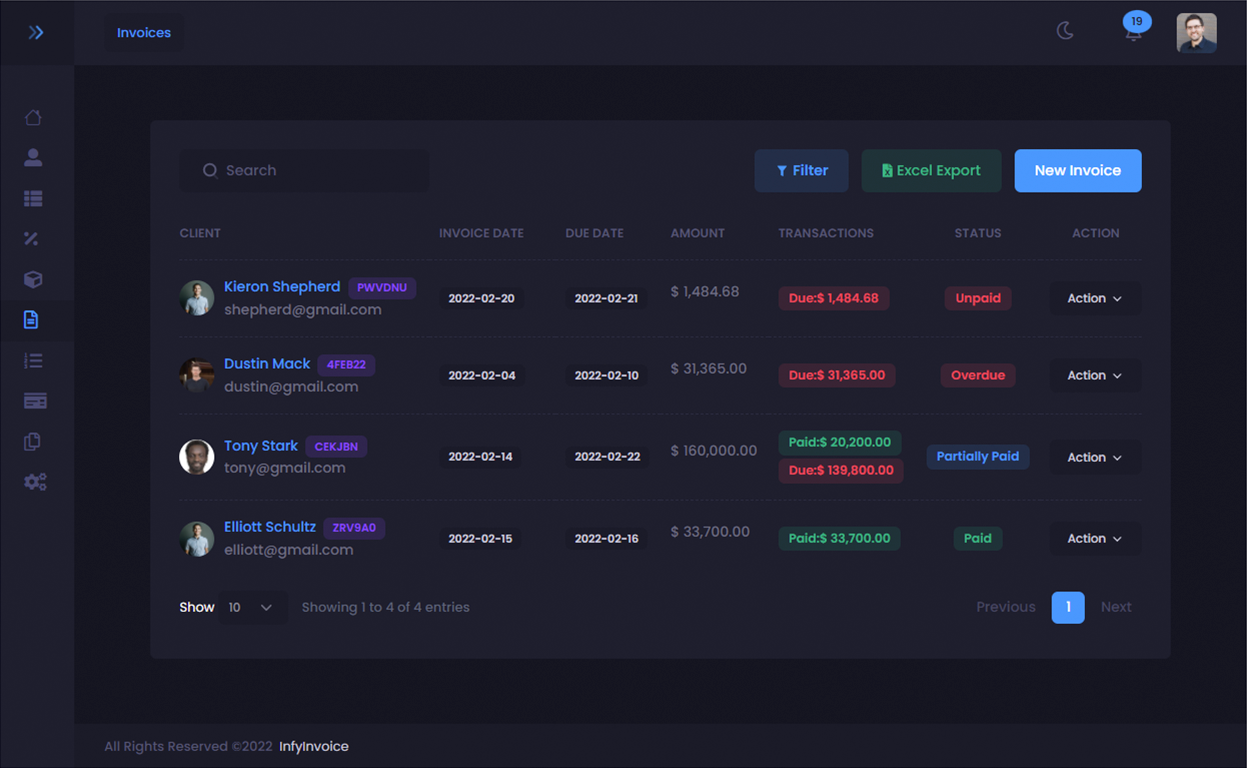 Invoices
19
Search
Filter
Excel Export
New Invoice
CLIENT INVOICE DATE DUE DATE AMOUNT TRANSACTIONS STATUS ACTION
Kieron Shepherd PWVDNU
shepherd@gmail.com
2022-02-20 2022-02-21 $ 1,484.68 Due:$ 1,484.68 Unpaid Action
Dustin Mack 4FEB22
dustin@gmail.com
2022-02-04 2022-02-10 $ 31,365.00 Due:$ 31,365.00 Overdue Action
Tony Stark CEKJBN
tony@gmail.com
2022-02-14 2022-02-22 $ 160,000.00 Paid:$ 20,200.00
Due:$ 139,800.00
Partially Paid Action
Elliott Schultz ZRV9A0
elliott@gmail.com
2022-02-15 2022-02-16 $ 33,700.00 Paid:$ 33,700.00 Paid Action
Show 10 Showing 1 to 4 of 4 entries Previous 1 Next
All Rights Reserved ©2022 InfyInvoice